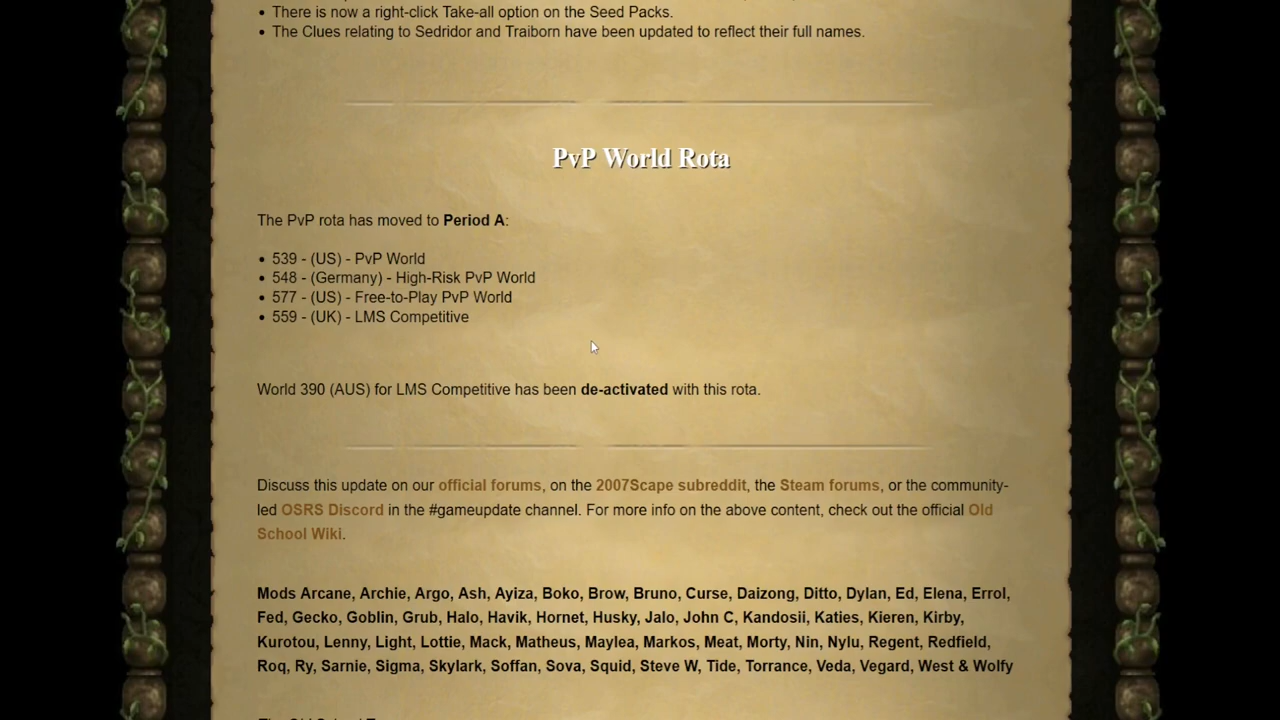 • There is now a right-click Take-all option on the Seed Packs.
• The Clues relating to Sedridor and Traiborn have been updated to reflect their full names.
PvP World Rota
The PvP rota has moved to Period A:
• 539 - (US) - PvP World
• 548 - (Germany) - High-Risk PvP World
• 577 - (US) - Free-to-Play PvP World
• 559 - (UK) - LMS Competitive
World 390 (AUS) for LMS Competitive has been de-activated with this rota.
Discuss this update on our official forums, on the 2007Scape subreddit, the Steam forums, or the community-
led OSRS Discord in the #gameupdate channel. For more info on the above content, check out the official Old
School Wiki.
Mods Arcane, Archie, Argo, Ash, Ayiza, Boko, Brow, Bruno, Curse, Daizong, Ditto, Dylan, Ed, Elena, Errol,
Fed, Gecko, Goblin, Grub, Halo, Havik, Hornet, Husky, Jalo, John C, Kandosii, Katies, Kieren, Kirby,
Kurotou, Lenny, Light, Lottie, Mack, Matheus, Maylea, Markos, Meat, Morty, Nin, Nylu, Regent, Redfield,
Roq, Ry, Sarnie, Sigma, Skylark, Soffan, Sova, Squid, Steve W, Tide, Torrance, Veda, Vegard, West & Wolfy